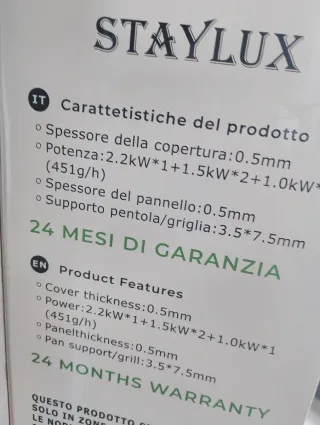 STAYLUX
IT Carattetistiche del prodotto
Spessore della copertura:0.5mm
Potenza:2.2kW*1+1.5kW*2+1.0kW*
(451g/h)
Spessore del pannello:0.5mm
Supporto pentola/griglia:3.5*7.5mm
24 MESI DI GARANZIA
EN Product Features
Cover thickness:0.5mm
Power:2.2kW*1+1.5kW*2+1.0kW*1
(451g/h)
Panelthickness:0.5mm
Pan support/grill:3.5*7.5mm
24 MONTHS WARRANTY
QUESTO PRODOTTO
SOLO IN ZONE
LE